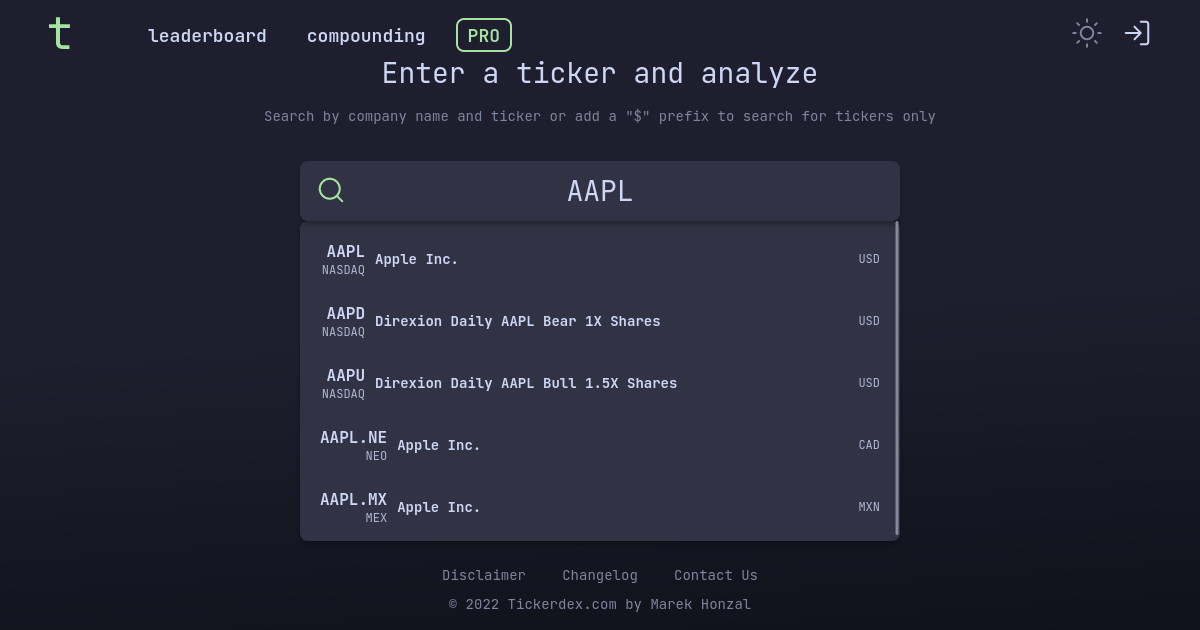 t leaderboard compounding PRO
Enter a ticker and analyze
Search by company name and ticker or add a "$" prefix to search for tickers only
AAPL
AAPL Apple Inc. USD
NASDAQ
AAPD Direxion Daily AAPL Bear 1X Shares USD
NASDAQ
AAPU Direxion Daily AAPL Bull 1.5X Shares USD
NASDAQ
AAPL.NE Apple Inc. CAD
NEO
AAPL.MX Apple Inc. MXN
MEX
Disclaimer Changelog Contact Us
© 2022 Tickerdex.com by Marek Honzal